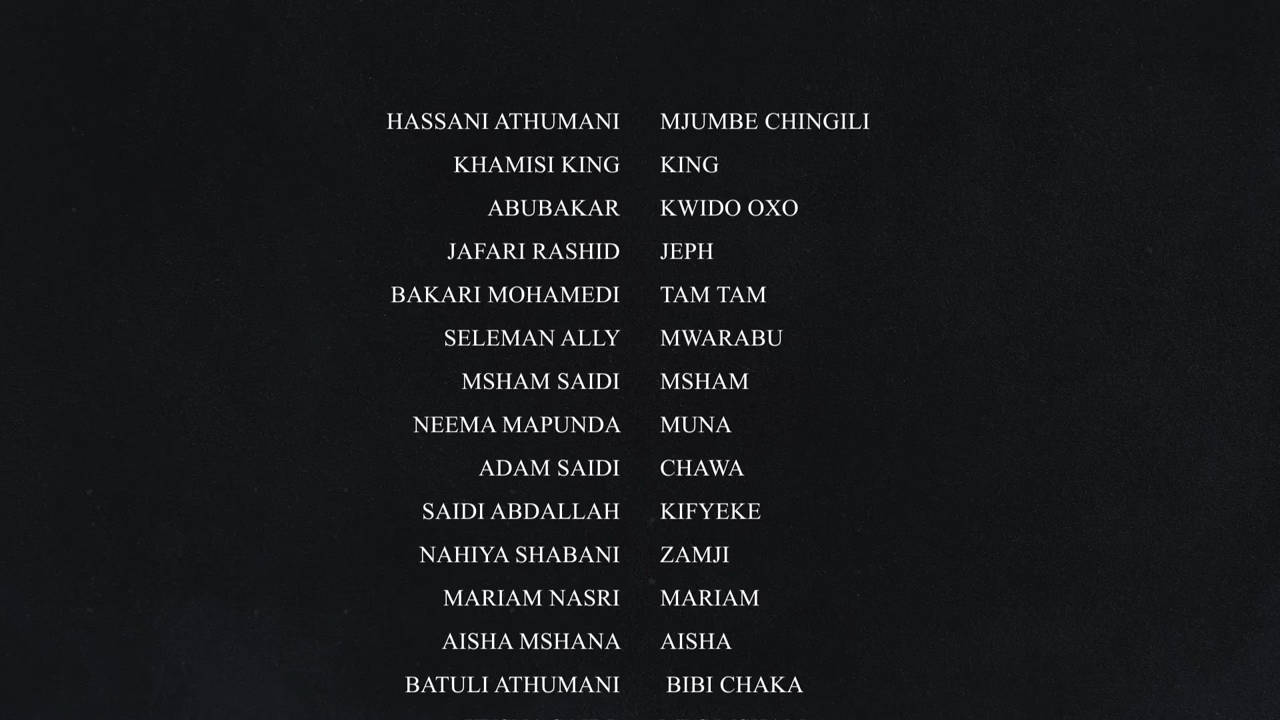 HASSANI ATHUMANI MJUMBE CHINGILI
KHAMISI KING KING
ABUBAKAR KWIDO OXO
JAFARI RASHID JEPH
BAKARI MOHAMEDI TAM TAM
SELEMAN ALLY MWARABU
MSHAM SAIDI MSHAM
NEEMA MAPUNDA MUNA
ADAM SAIDI CHAWA
SAIDI ABDALLAH KIFYEKE
NAHIYA SHABANI ZAMJI
MARIAM NASRI MARIAM
AISHA MSHANA AISHA
BATULI ATHUMANI BIBI CHAKA